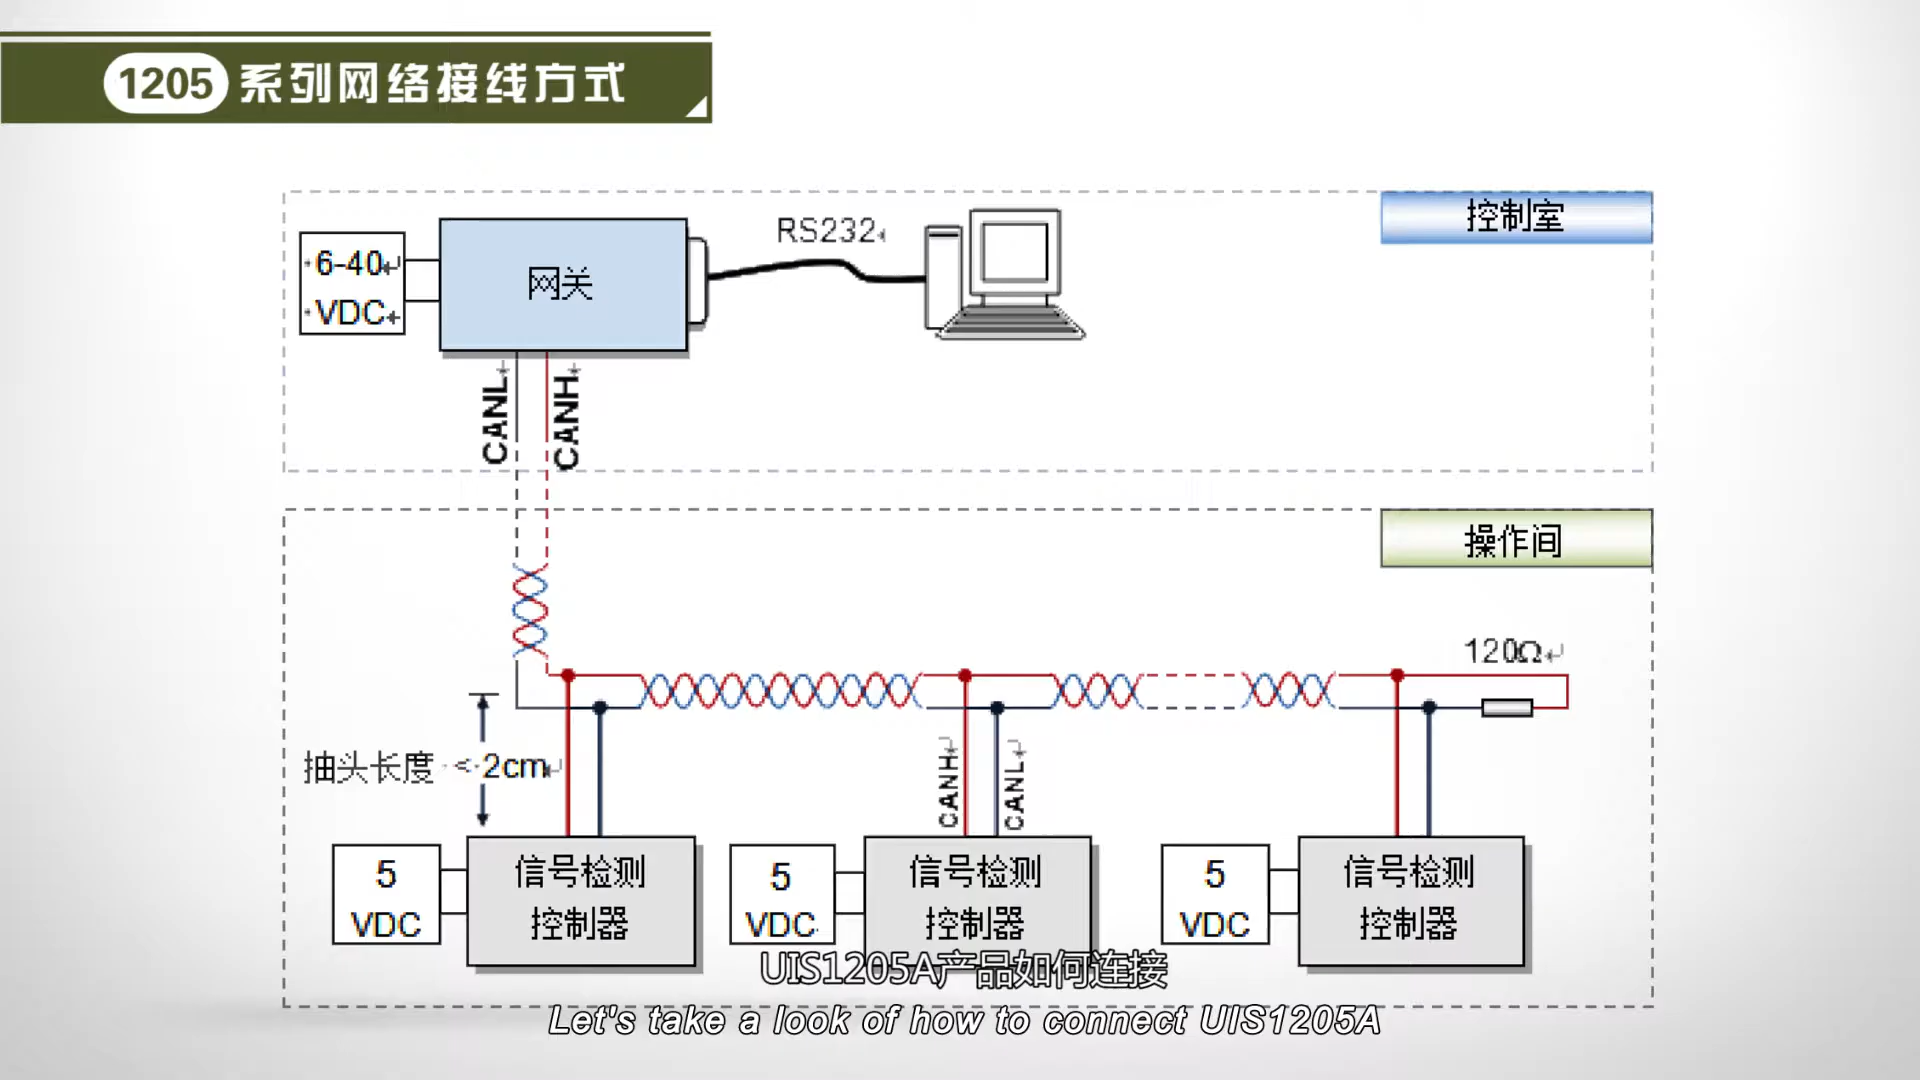 1205 系列网络接线方式
控制室
RS232
6-40
VDC
网关
CANL
CANH
操作间
120Ω
抽头长度 < 2cm
CANH
CANL
5
VDC
信号检测
控制器
5
VDC
信号检测
控制器
5
VDC
信号检测
控制器
UIS1205A产品如何连接
Let's take a look of how to connect UIS1205A